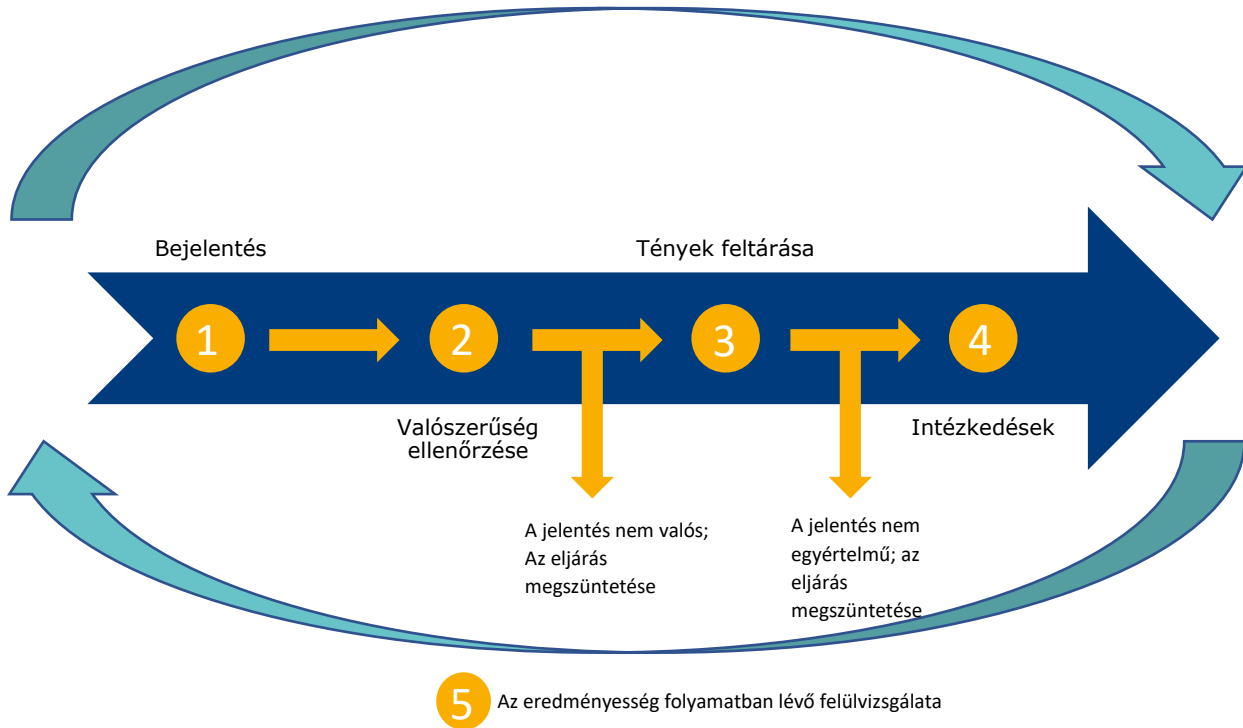 Bejelentés
Tények feltárása
1
2
3
4
Valószerűség
ellenőrzése
Intézkedések
A jelentés nem valós;
Az eljárás
megszüntetése
A jelentés nem
egyértelmű; az
eljárás
megszüntetése
5
Az eredményesség folyamatban lévő felülvizsgálata